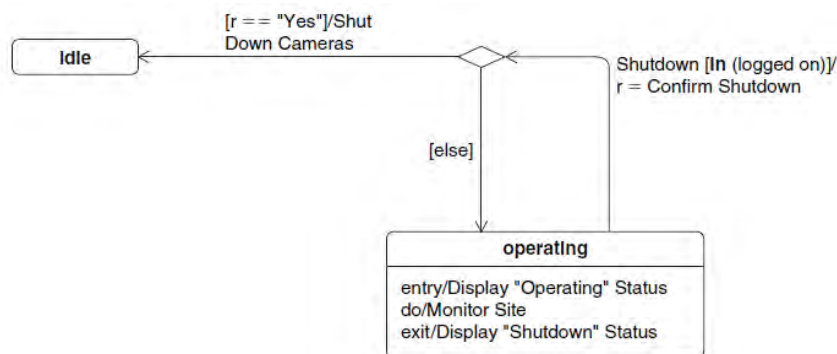 [r == "Yes"]/Shut
Down Cameras
idle
Shutdown [In (logged on)]/
r = Confirm Shutdown
[else]
operating
entry/Display "Operating" Status
do/Monitor Site
exit/Display "Shutdown" Status